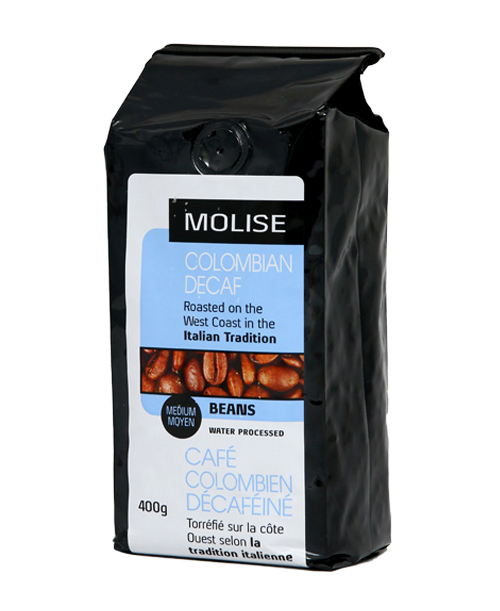 MOLISE
COLOMBIAN
DECAF
Roasted on the
West Coast in the
Italian Tradition
MEDIUM
MOYEN
BEANS
WATER PROCESSED
CAFÉ
COLOMBIEN
DÉCAFÉINÉ
400g
Torréfié sur la côte
Ouest selon la
tradition italienne